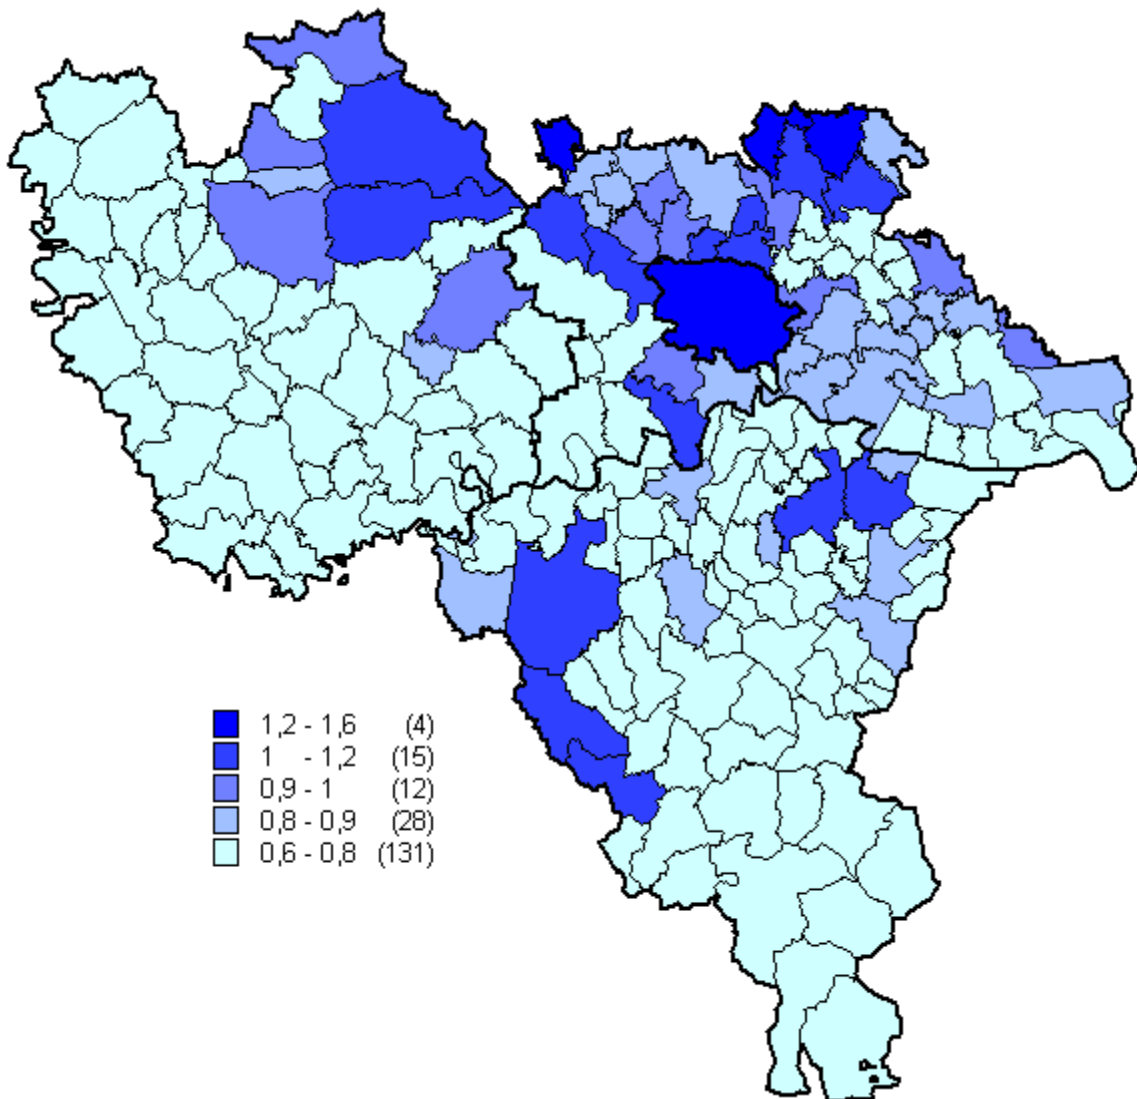 1,2 - 1,6 (4)
1 - 1,2 (15)
0,9 - 1 (12)
0,8 - 0,9 (28)
0,6 - 0,8 (131)